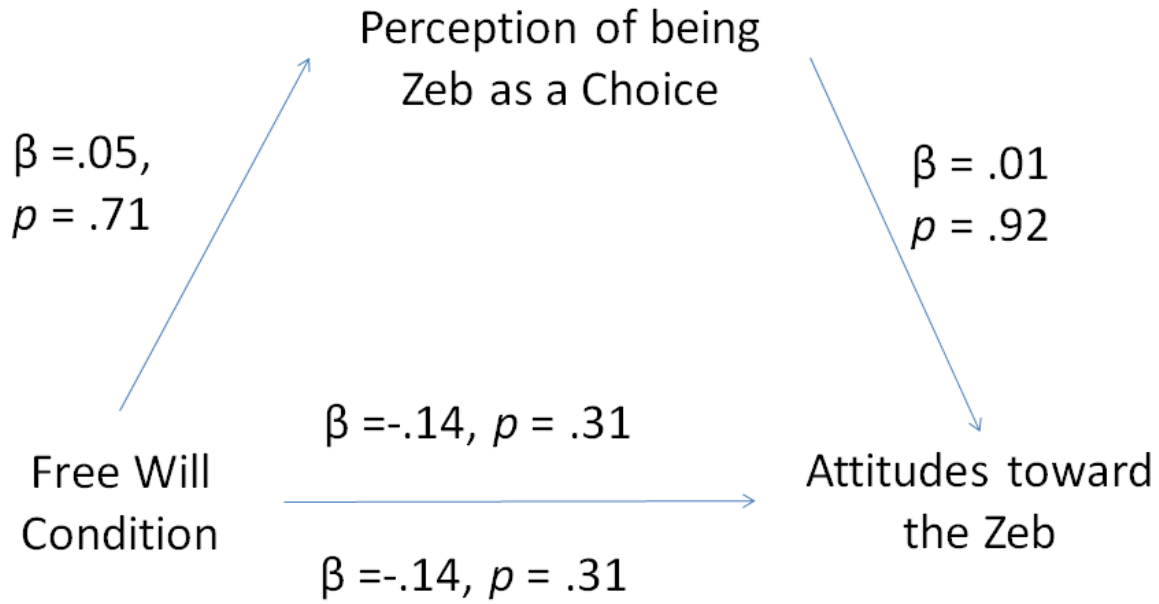 Perception of being
Zeb as a Choice
β =.05,
p = .71
β = .01
p = .92
β =-.14, p = .31
Free Will
Condition
Attitudes toward
the Zeb
β =-.14, p = .31